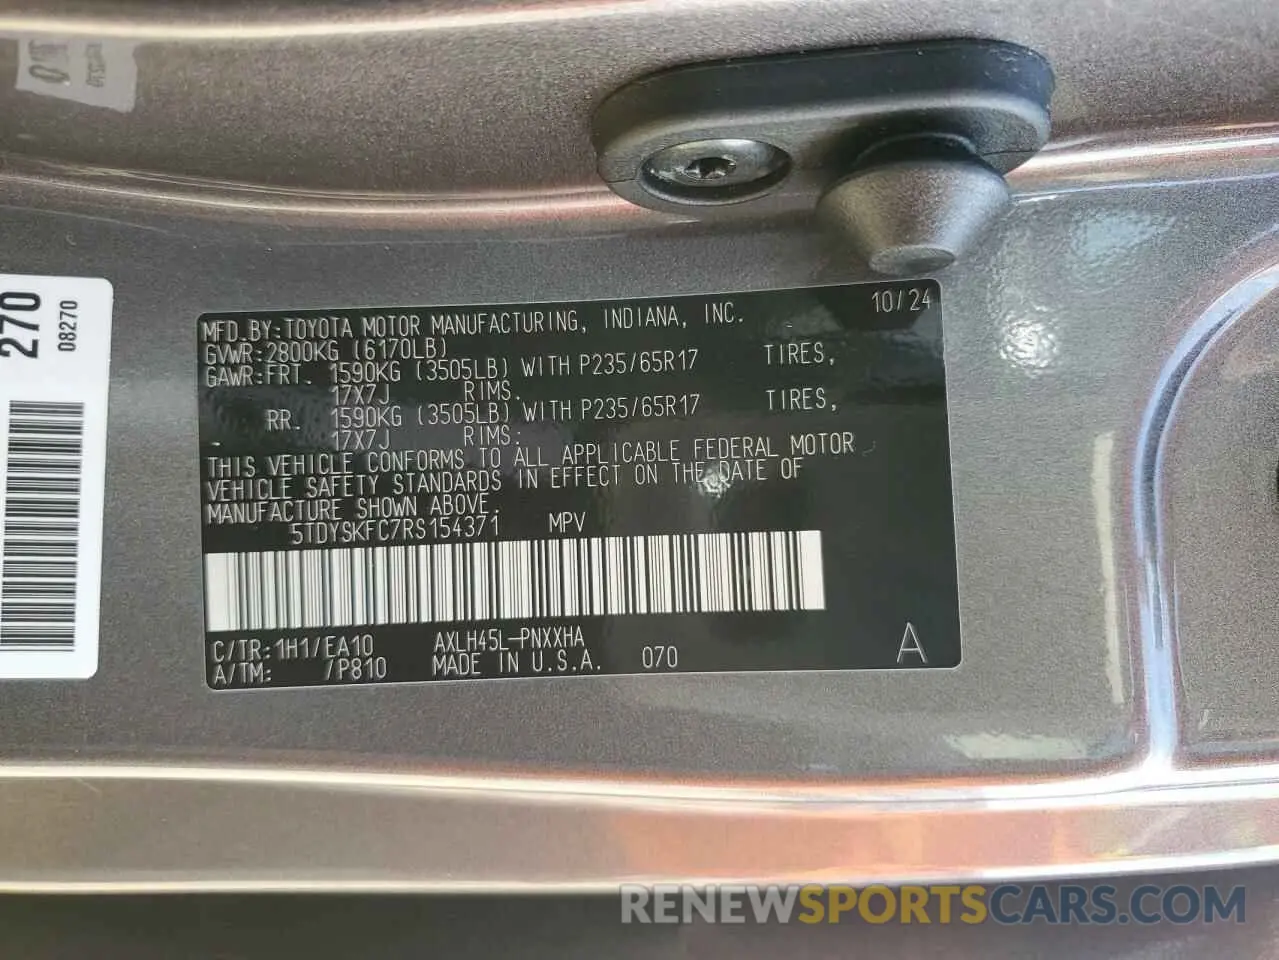 270
08270
MFD.BY:TOYOTA MOTOR MANUFACTURING, INDIANA, INC. 10/24
GVWR:2800KG (6170LB)
GAWR:FRT. 1590KG (3505LB) WITH P235/65R17 TIRES,
17X7J RIMS.
RR. 1590KG (3505LB) WITH P235/65R17 TIRES,
17X7J RIMS.
THIS VEHICLE CONFORMS TO ALL APPLICABLE FEDERAL MOTOR
VEHICLE SAFETY STANDARDS IN EFFECT ON THE DATE OF
MANUFACTURE SHOWN ABOVE.
5TDYSKFC7RS154371 MPV
C/TR:1H1/EA10 AXLH45L-PNXXHA
A/TM: /P810 MADE IN U.S.A. 070 A
RENEWSPORTSCARS.COM